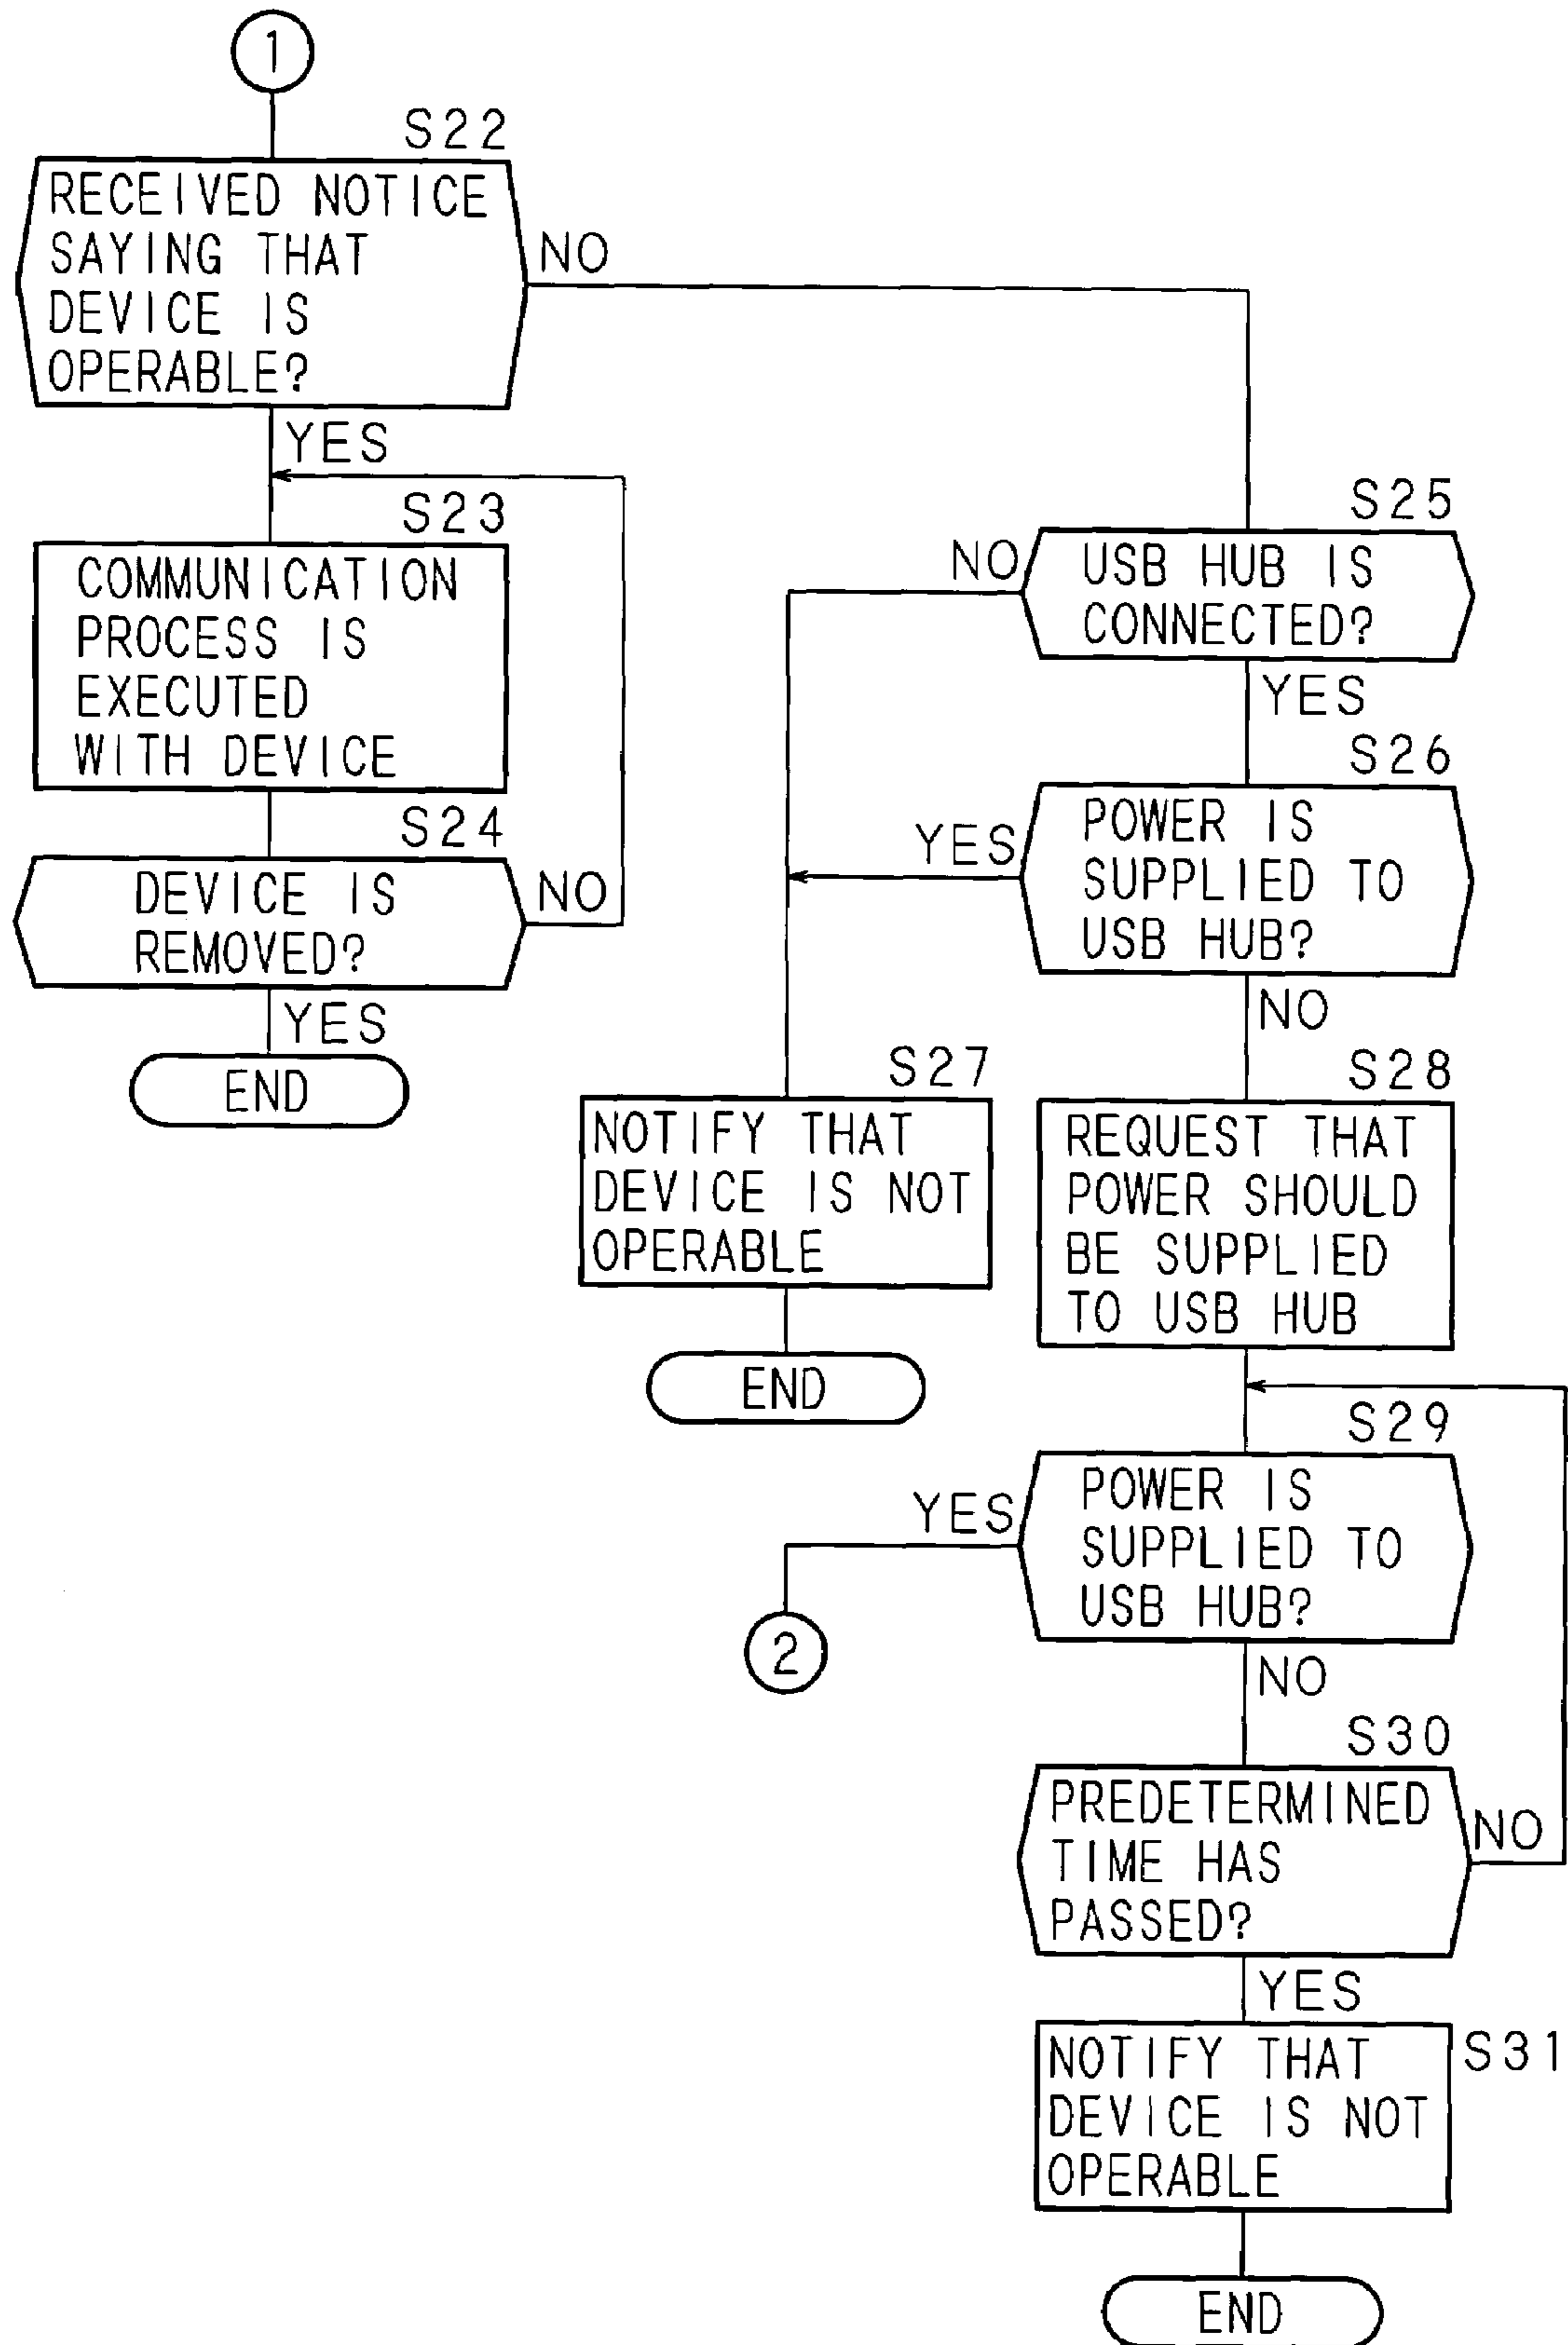 1
S22
RECEIVED NOTICE
SAYING THAT
DEVICE IS
OPERABLE?
NO
YES
S23
COMMUNICATION
PROCESS IS
EXECUTED
WITH DEVICE
S24
DEVICE IS
REMOVED?
NO
YES
END
S25
USB HUB IS
CONNECTED?
NO
YES
S26
POWER IS
SUPPLIED TO
USB HUB?
YES
NO
S27
NOTIFY THAT
DEVICE IS NOT
OPERABLE
END
S28
REQUEST THAT
POWER SHOULD
BE SUPPLIED
TO USB HUB
S29
POWER IS
SUPPLIED TO
USB HUB?
YES
2
NO
S30
PREDETERMINED
TIME HAS
PASSED?
NO
YES
S31
NOTIFY THAT
DEVICE IS NOT
OPERABLE
END